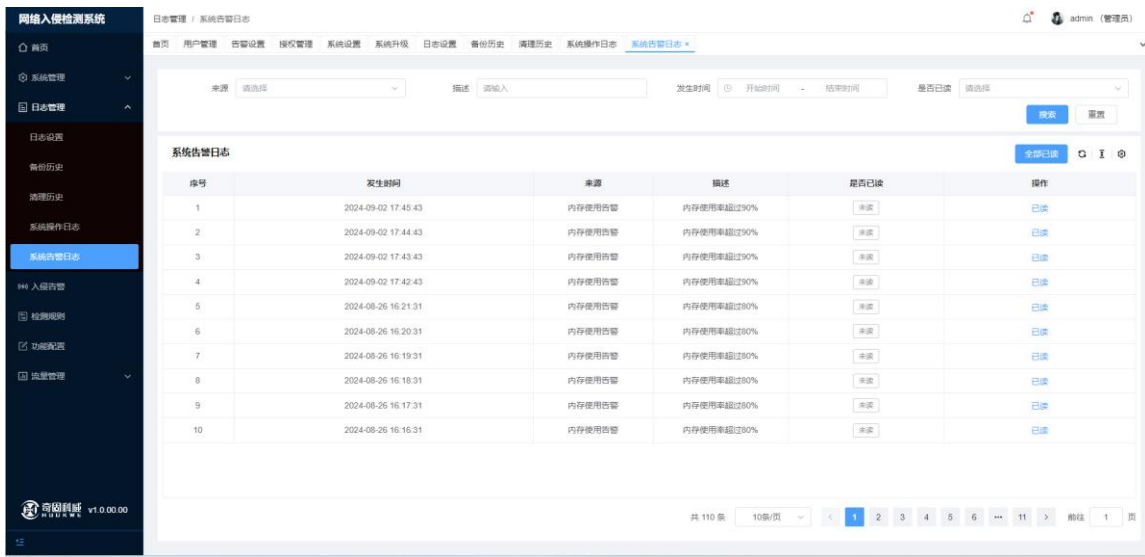 网络入侵检测系统
日志管理 / 系统告警日志
admin (管理员)
首页 用户管理 告警设置 授权管理 系统设置 系统升级 日志设置 备份历史 清理历史 系统操作日志 系统告警日志 ×
首页
系统管理
日志管理
日志设置
备份历史
清理历史
系统操作日志
系统告警日志
入侵告警
检测规则
功能配置
流量管理
v1.0.00.00
来源 请选择 描述 请输入 发生时间 开始时间 - 结束时间 是否已读 请选择
搜索 重置
系统告警日志 全部已读
序号 发生时间 来源 描述 是否已读 操作
1 2024-09-02 17:45:43 内存使用告警 内存使用率超过90% 未读 已读
2 2024-09-02 17:44:43 内存使用告警 内存使用率超过90% 未读 已读
3 2024-09-02 17:43:43 内存使用告警 内存使用率超过90% 未读 已读
4 2024-09-02 17:42:43 内存使用告警 内存使用率超过90% 未读 已读
5 2024-08-26 16:21:31 内存使用告警 内存使用率超过80% 未读 已读
6 2024-08-26 16:20:31 内存使用告警 内存使用率超过80% 未读 已读
7 2024-08-26 16:19:31 内存使用告警 内存使用率超过80% 未读 已读
8 2024-08-26 16:18:31 内存使用告警 内存使用率超过80% 未读 已读
9 2024-08-26 16:17:31 内存使用告警 内存使用率超过80% 未读 已读
10 2024-08-26 16:16:31 内存使用告警 内存使用率超过80% 未读 已读
共 110 条 10条/页 < 1 2 3 4 5 6 ··· 11 > 前往 1 页